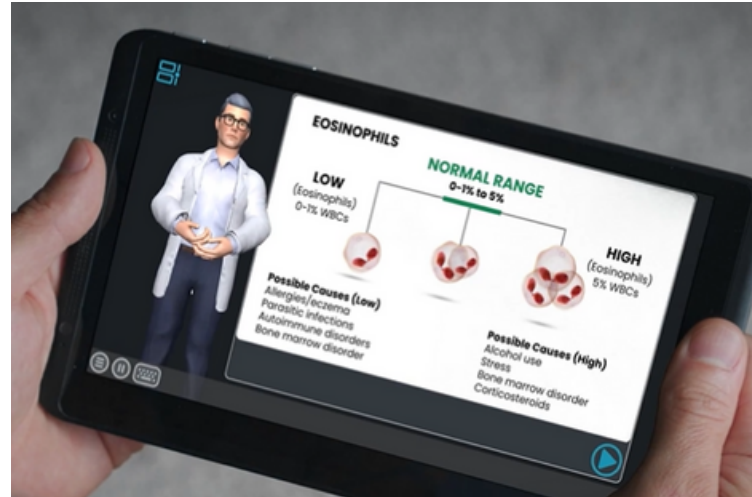 EOSINOPHILS
NORMAL RANGE
0-1% to 5%
LOW
(Eosinophils)
0-1% WBCs
HIGH
(Eosinophils)
5% WBCs
Possible Causes (Low)
Allergies/eczema
Parasitic infections
Autoimmune disorders
Bone marrow disorder
Possible Causes (High)
Alcohol use
Stress
Bone marrow disorder
Corticosteroids